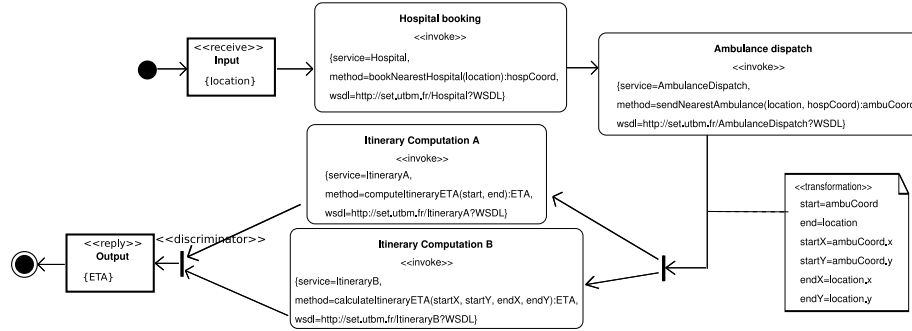 Hospital booking
<<invoke>>
{service=Hospital,
method=bookNearestHospital(location):hospCoord,
wsdl=http://set.utbm.fr/Hospital?WSDL}
<<receive>>
Input
{location}
Ambulance dispatch
<<invoke>>
{service=AmbulanceDispatch,
method=sendNearestAmbulance(location, hospCoord):ambuCoord
wsdl=http://set.utbm.fr/AmbulanceDispatch?WSDL}
Itinerary Computation A
<<invoke>>
{service=ItineraryA,
method=computeItineraryETA(start, end):ETA,
wsdl=http://set.utbm.fr/ItineraryA?WSDL}
<<transformation>>
start=ambuCoord
end=location
startX=ambuCoord.x
startY=ambuCoord.y
endX=location.x
endY=location.y
<<reply>>
Output
{ETA}
<<discriminator>>
Itinerary Computation B
<<invoke>>
{service=ItineraryB,
method=calculateItineraryETA(startX, startY, endX, endY):ETA,
wsdl=http://set.utbm.fr/ItineraryB?WSDL}